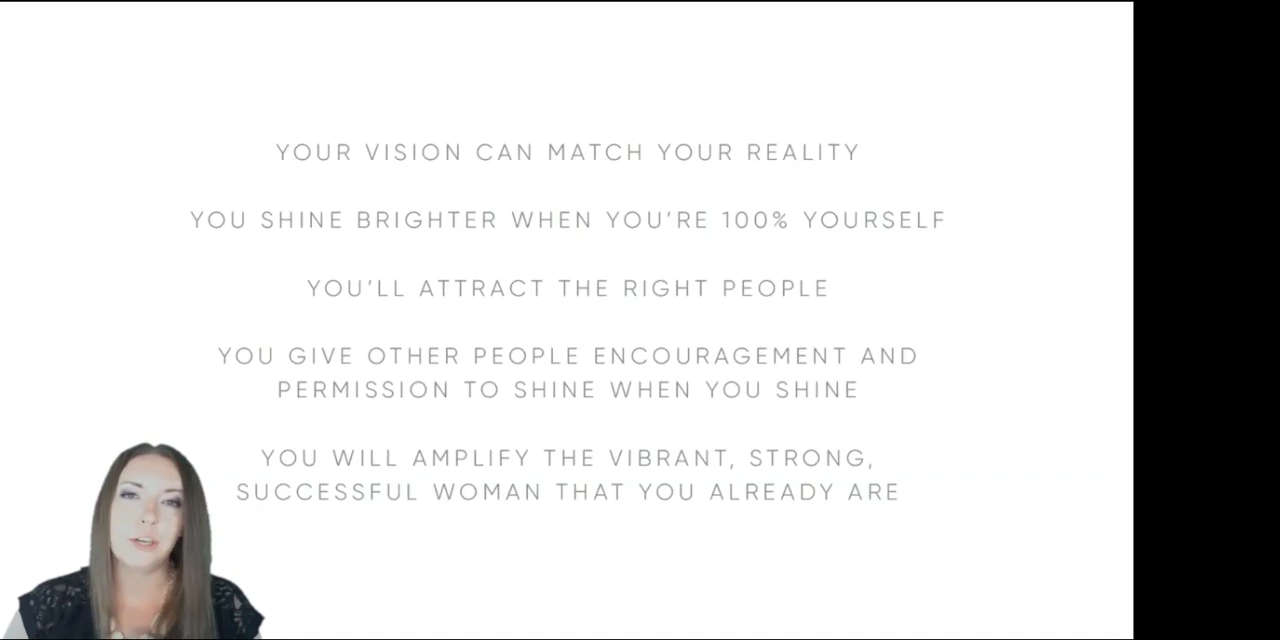 YOUR VISION CAN MATCH YOUR REALITY
YOU SHINE BRIGHTER WHEN YOU'RE 100% YOURSELF
YOU'LL ATTRACT THE RIGHT PEOPLE
YOU GIVE OTHER PEOPLE ENCOURAGEMENT AND
PERMISSION TO SHINE WHEN YOU SHINE
YOU WILL AMPLIFY THE VIBRANT, STRONG,
SUCCESSFUL WOMAN THAT YOU ALREADY ARE